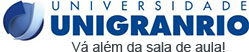 UNIVERSIDADE
UNIGRANRIO
Vá além da sala de aula!